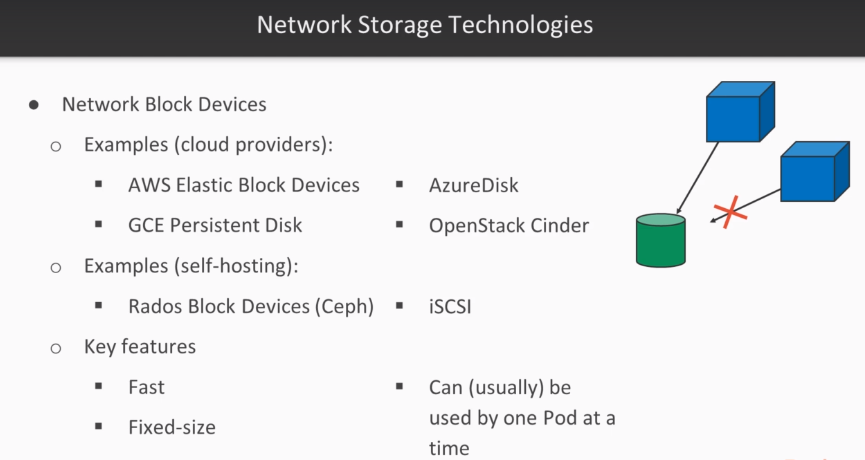 Network Storage Technologies
● Network Block Devices
○ Examples (cloud providers):
▪ AWS Elastic Block Devices ▪ AzureDisk
▪ GCE Persistent Disk ▪ OpenStack Cinder
○ Examples (self-hosting):
▪ Rados Block Devices (Ceph) ▪ iSCSI
○ Key features
▪ Fast
▪ Fixed-size
▪ Can (usually) be
used by one Pod at a
time